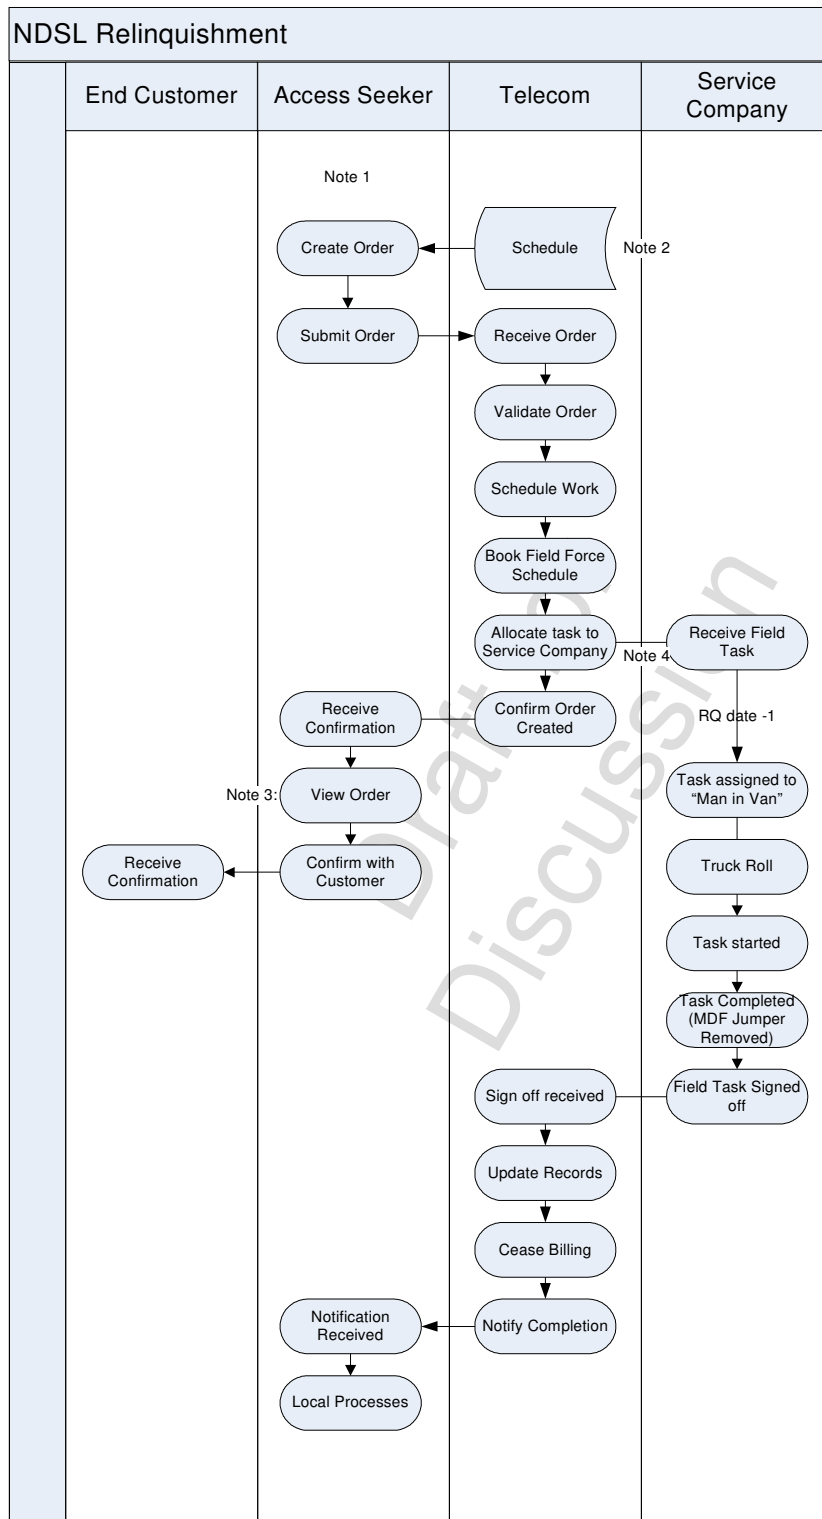 NDSL Relinquishment
End Customer
Access Seeker
Telecom
Service
Company
Note 1
Create Order
Schedule
Note 2
Submit Order
Receive Order
Validate Order
Schedule Work
Book Field Force
Schedule
Allocate task to
Service Company
Note 4
Receive Field
Task
Receive
Confirmation
Confirm Order
Created
RQ date -1
Note 3:
View Order
Task assigned to
“Man in Van”
Receive
Confirmation
Confirm with
Customer
Truck Roll
Task started
Task Completed
(MDF Jumper
Removed)
Sign off received
Field Task Signed
off
Update Records
Cease Billing
Notification
Received
Notify Completion
Local Processes
Draft
Discussion